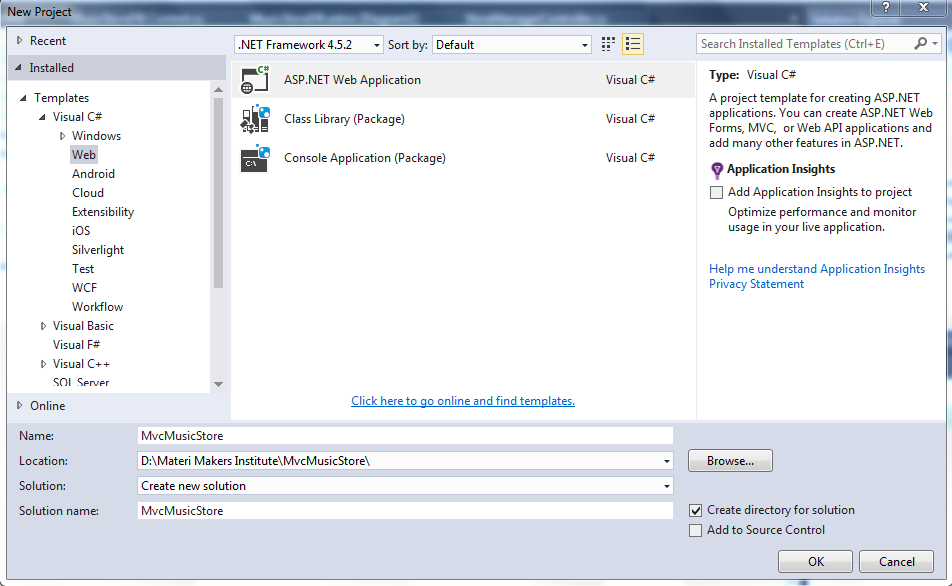 New Project
?
Recent
Installed
Templates
Visual C#
Windows
Web
Android
Cloud
Extensibility
iOS
Silverlight
Test
WCF
Workflow
Visual Basic
Visual F#
Visual C++
SQL Server
Online
.NET Framework 4.5.2
Sort by: Default
ASP.NET Web Application Visual C#
Class Library (Package) Visual C#
Console Application (Package) Visual C#
Click here to go online and find templates.
Search Installed Templates (Ctrl+E)
Type: Visual C#
A project template for creating ASP.NET
applications. You can create ASP.NET Web
Forms, MVC, or Web API applications and
add many other features in ASP.NET.
Application Insights
Add Application Insights to project
Optimize performance and monitor
usage in your live application.
Help me understand Application Insights
Privacy Statement
Name: MvcMusicStore
Location: D:\Materi Makers Institute\MvcMusicStore\ Browse...
Solution: Create new solution
Solution name: MvcMusicStore
Create directory for solution
Add to Source Control
OK Cancel